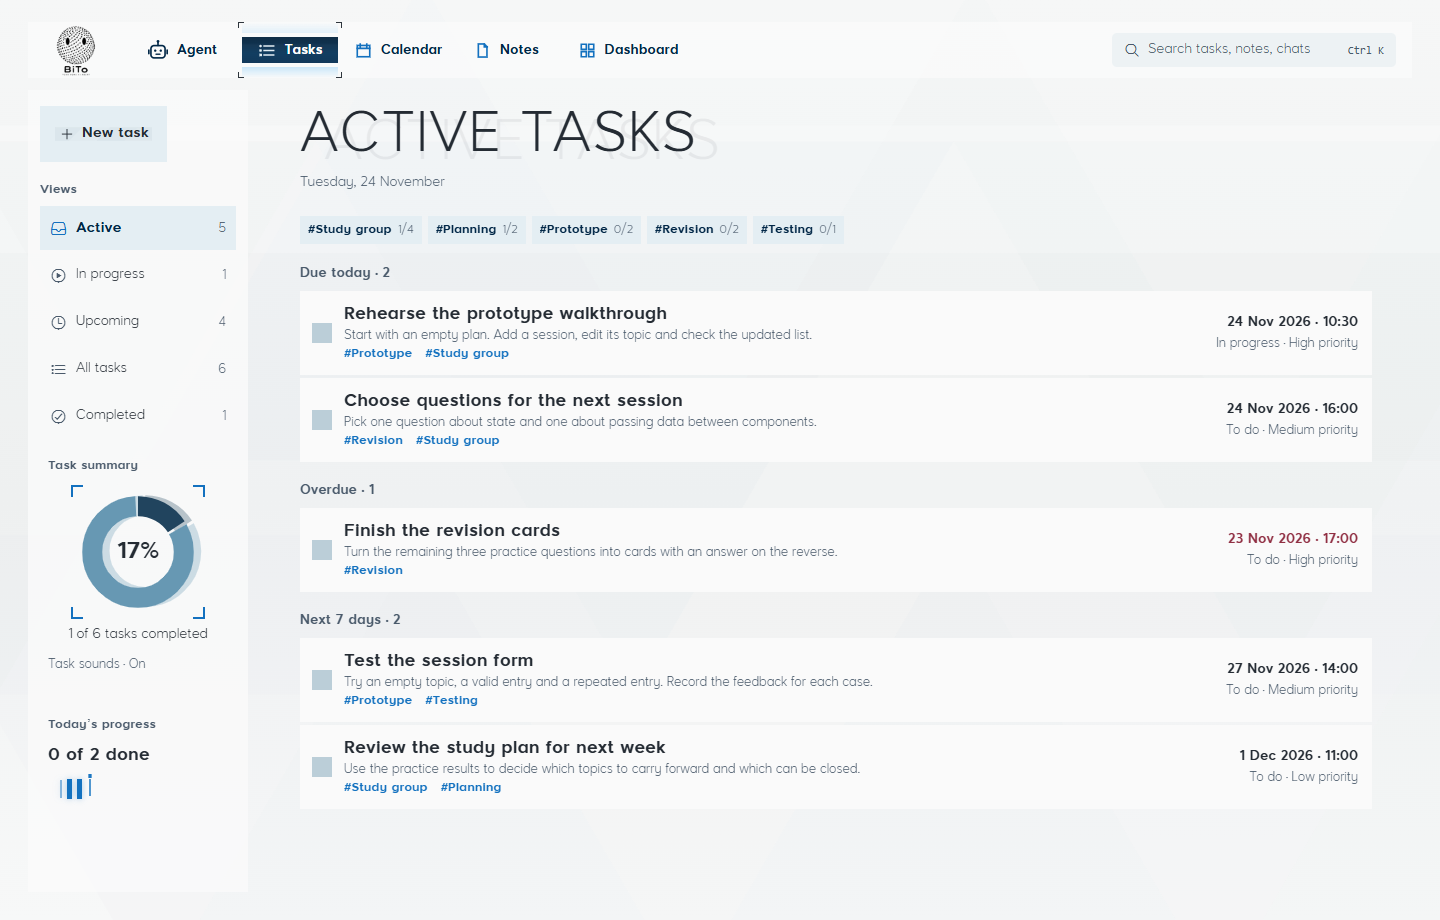 BiTo
Agent
Tasks
Calendar
Notes
Dashboard
Search tasks, notes, chats Ctrl K
New task
Views
Active 5
In progress 1
Upcoming 4
All tasks 6
Completed 1
Task summary
17%
1 of 6 tasks completed
Task sounds · On
Today's progress
0 of 2 done
ACTIVE TASKS
Tuesday, 24 November
#Study group 1/4 #Planning 1/2 #Prototype 0/2 #Revision 0/2 #Testing 0/1
Due today · 2
Rehearse the prototype walkthrough
Start with an empty plan. Add a session, edit its topic and check the updated list.
#Prototype #Study group
24 Nov 2026 · 10:30
In progress · High priority
Choose questions for the next session
Pick one question about state and one about passing data between components.
#Revision #Study group
24 Nov 2026 · 16:00
To do · Medium priority
Overdue · 1
Finish the revision cards
Turn the remaining three practice questions into cards with an answer on the reverse.
#Revision
23 Nov 2026 · 17:00
To do · High priority
Next 7 days · 2
Test the session form
Try an empty topic, a valid entry and a repeated entry. Record the feedback for each case.
#Prototype #Testing
27 Nov 2026 · 14:00
To do · Medium priority
Review the study plan for next week
Use the practice results to decide which topics to carry forward and which can be closed.
#Study group #Planning
1 Dec 2026 · 11:00
To do · Low priority